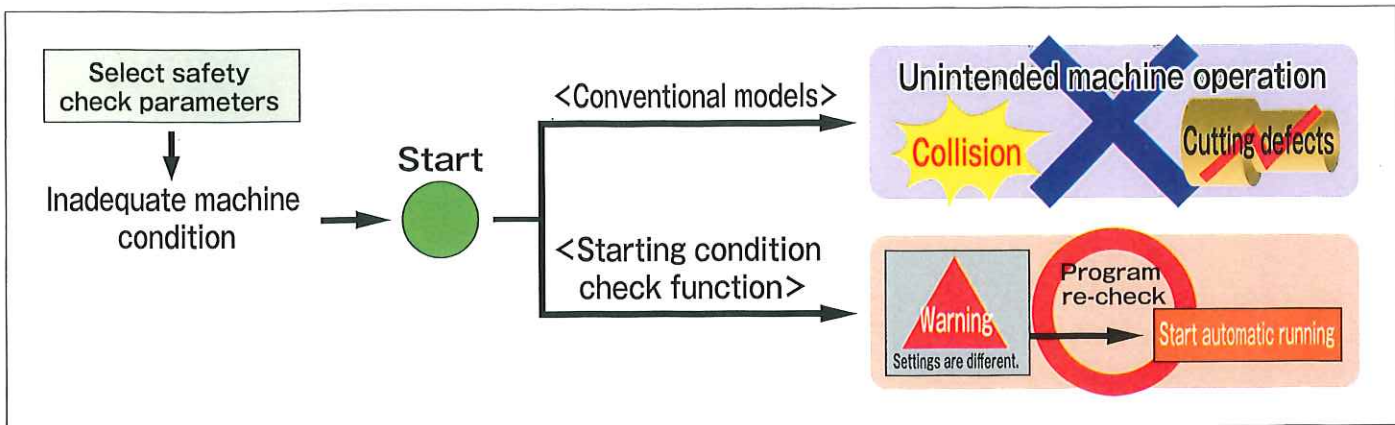 Select safety
check parameters
Inadequate machine
condition
Start
<Conventional models>
Unintended machine operation
Collision
Cutting defects
<Starting condition
check function>
Warning
Settings are different.
Program
re-check
Start automatic running